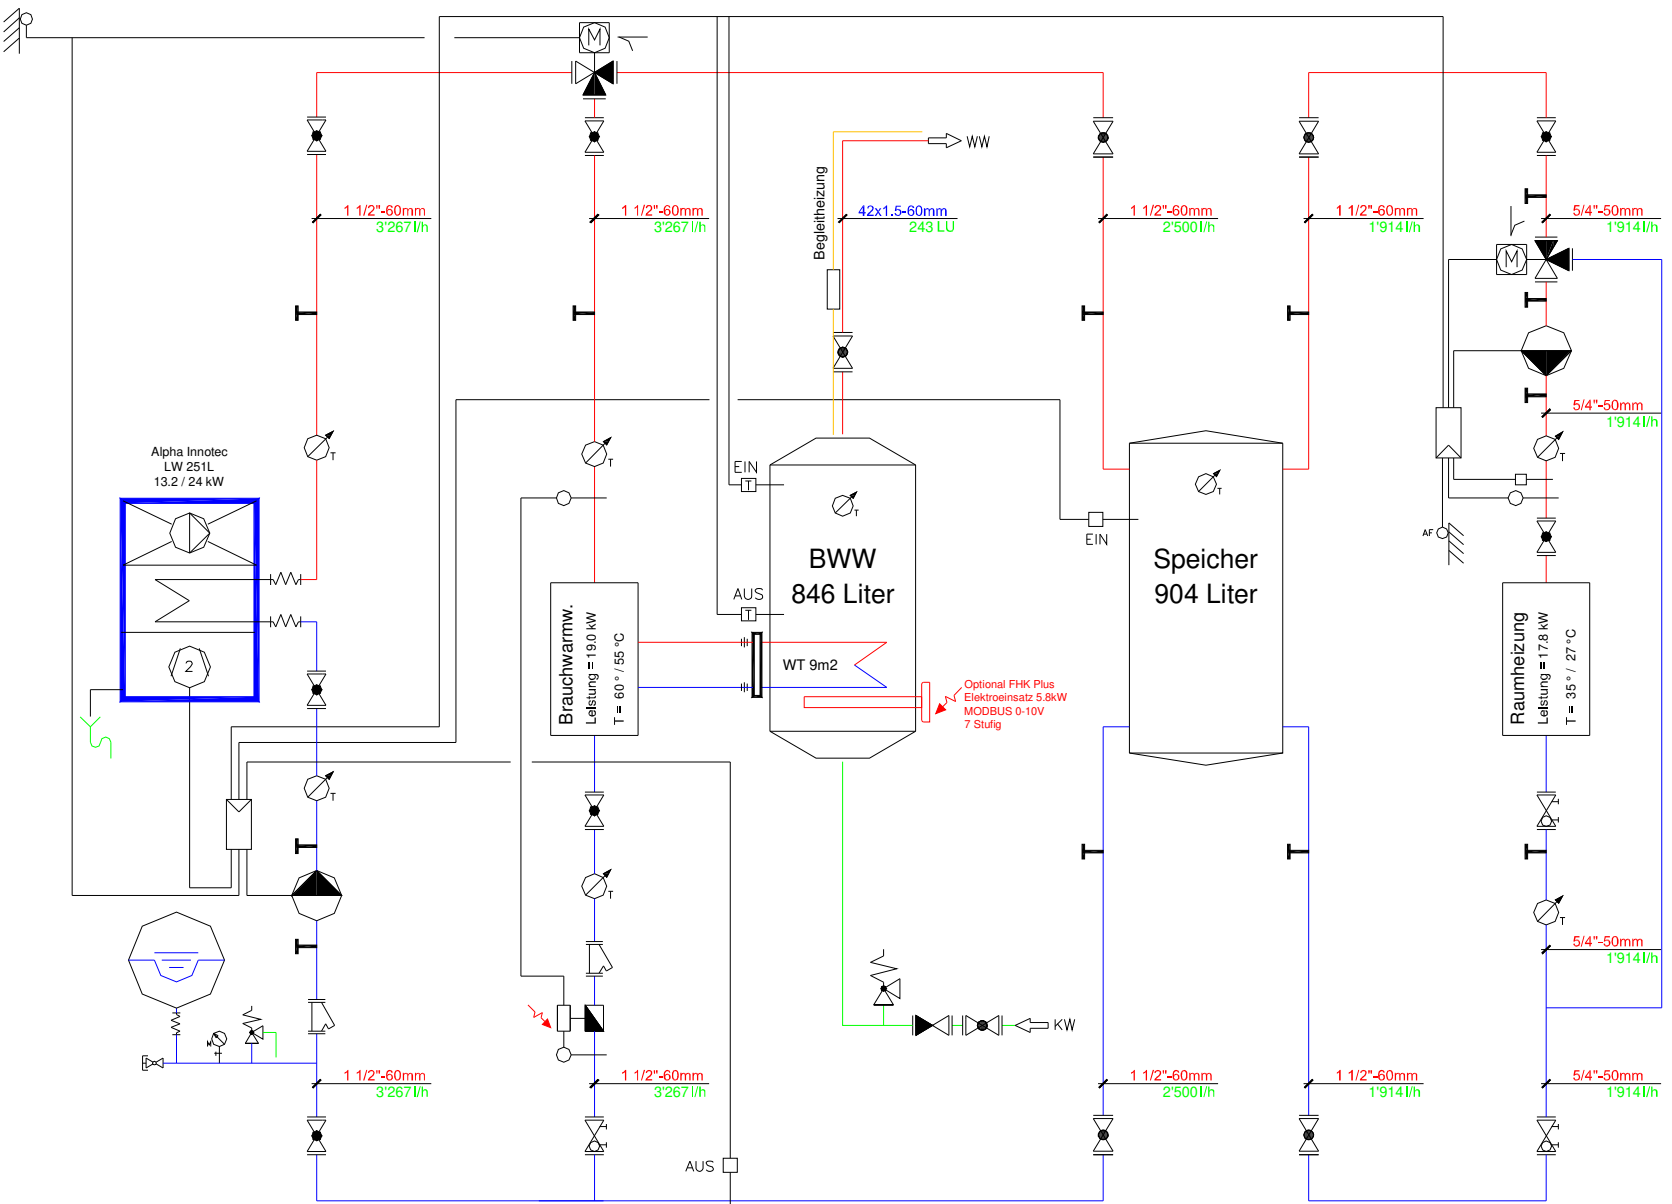 M
WW
Begleitheizung
1 1/2"-60mm
3'267 l/h
1 1/2"-60mm
3'267 l/h
42x1.5-60mm
243 LU
1 1/2"-60mm
2'500 l/h
1 1/2"-60mm
1'914 l/h
5/4"-50mm
1'914 l/h
M
5/4"-50mm
1'914 l/h
T
T
T
Alpha Innotec
LW 251L
13.2 / 24 kW
EIN
T
T
T
BWW
846 Liter
EIN
Speicher
904 Liter
AF
AUS
T
WT 9m2
Brauchwarmw.
Leistung = 19.0 kW
T = 60 ° / 55 °C
Raumheizung
Leistung = 17.8 kW
T = 35 ° / 27 °C
2
Optional FHK Plus
Elektroeinsatz 5.8kW
MODBUS 0-10V
7 Stufig
T
T
T
5/4"-50mm
1'914 l/h
KW
M
1 1/2"-60mm
3'267 l/h
1 1/2"-60mm
3'267 l/h
1 1/2"-60mm
2'500 l/h
1 1/2"-60mm
1'914 l/h
5/4"-50mm
1'914 l/h
AUS